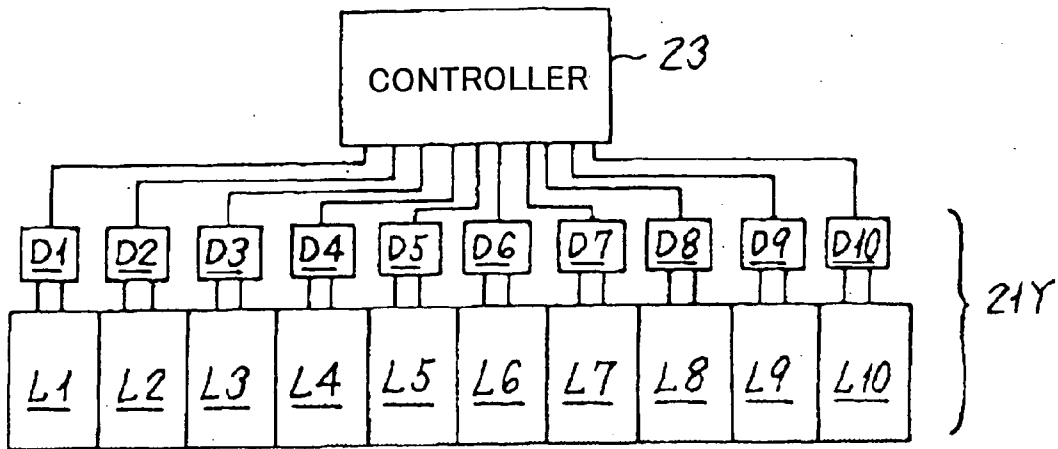 CONTROLLER 23
D1 D2 D3 D4 D5 D6 D7 D8 D9 D10
21Y
L1 L2 L3 L4 L5 L6 L7 L8 L9 L10